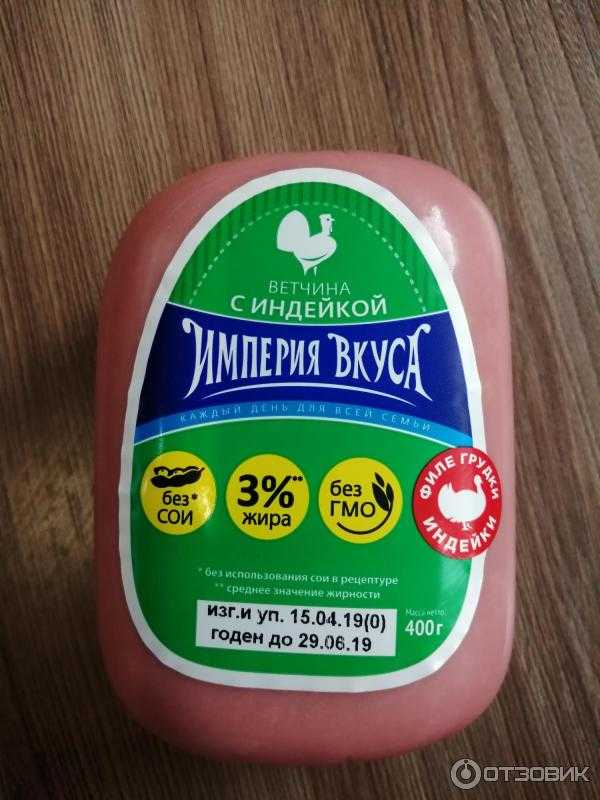 ВЕТЧИНА
С ИНДЕЙКОЙ
ИМПЕРИЯ ВКУСА
КАЖДЫЙ ДЕНЬ ДЛЯ ВСЕЙ СЕМЬИ
без*
СОИ
3%**
жира
без
ГМО
ФИЛЕ ГРУДКИ
ИНДЕЙКИ
* без использования сои в рецептуре
** среднее значение жирности
изг.и уп. 15.04.19(0)
годен до 29.06.19
Масса нетто:
400 г
ОТЗОВИК